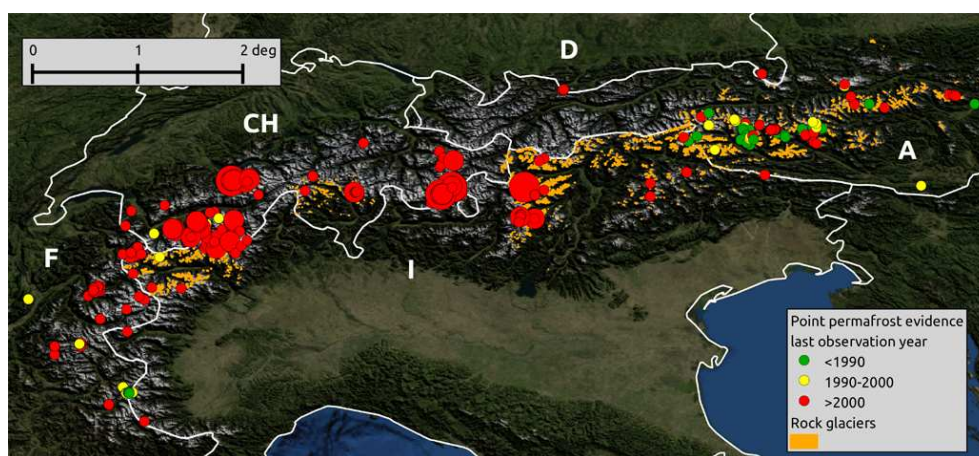 0 1 2 deg
D
CH
A
F
I
Point permafrost evidence
last observation year
<1990
1990-2000
>2000
Rock glaciers